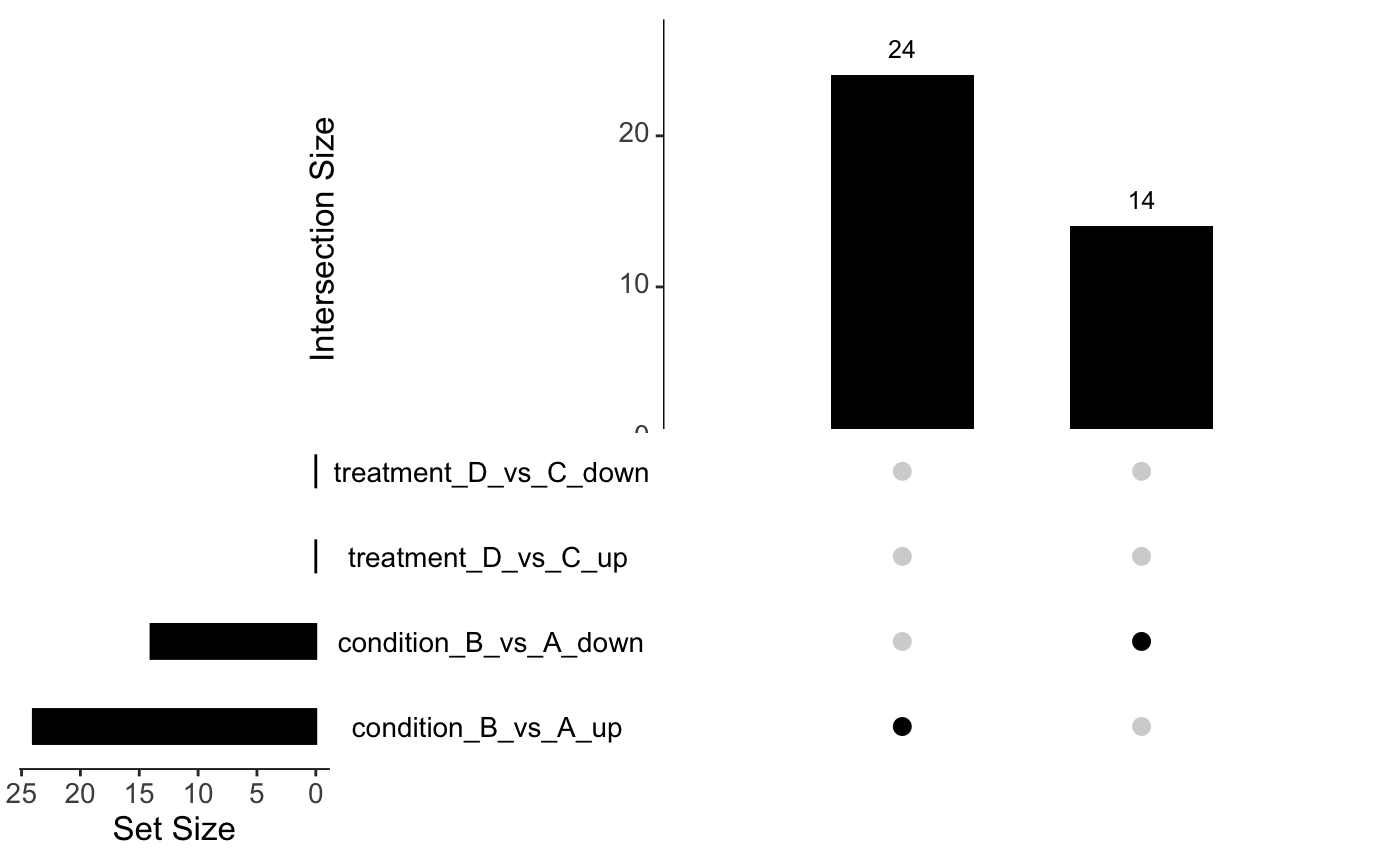 24
20
14
Intersection Size
10
0
treatment_D_vs_C_down
treatment_D_vs_C_up
condition_B_vs_A_down
condition_B_vs_A_up
25 20 15 10 5 0
Set Size